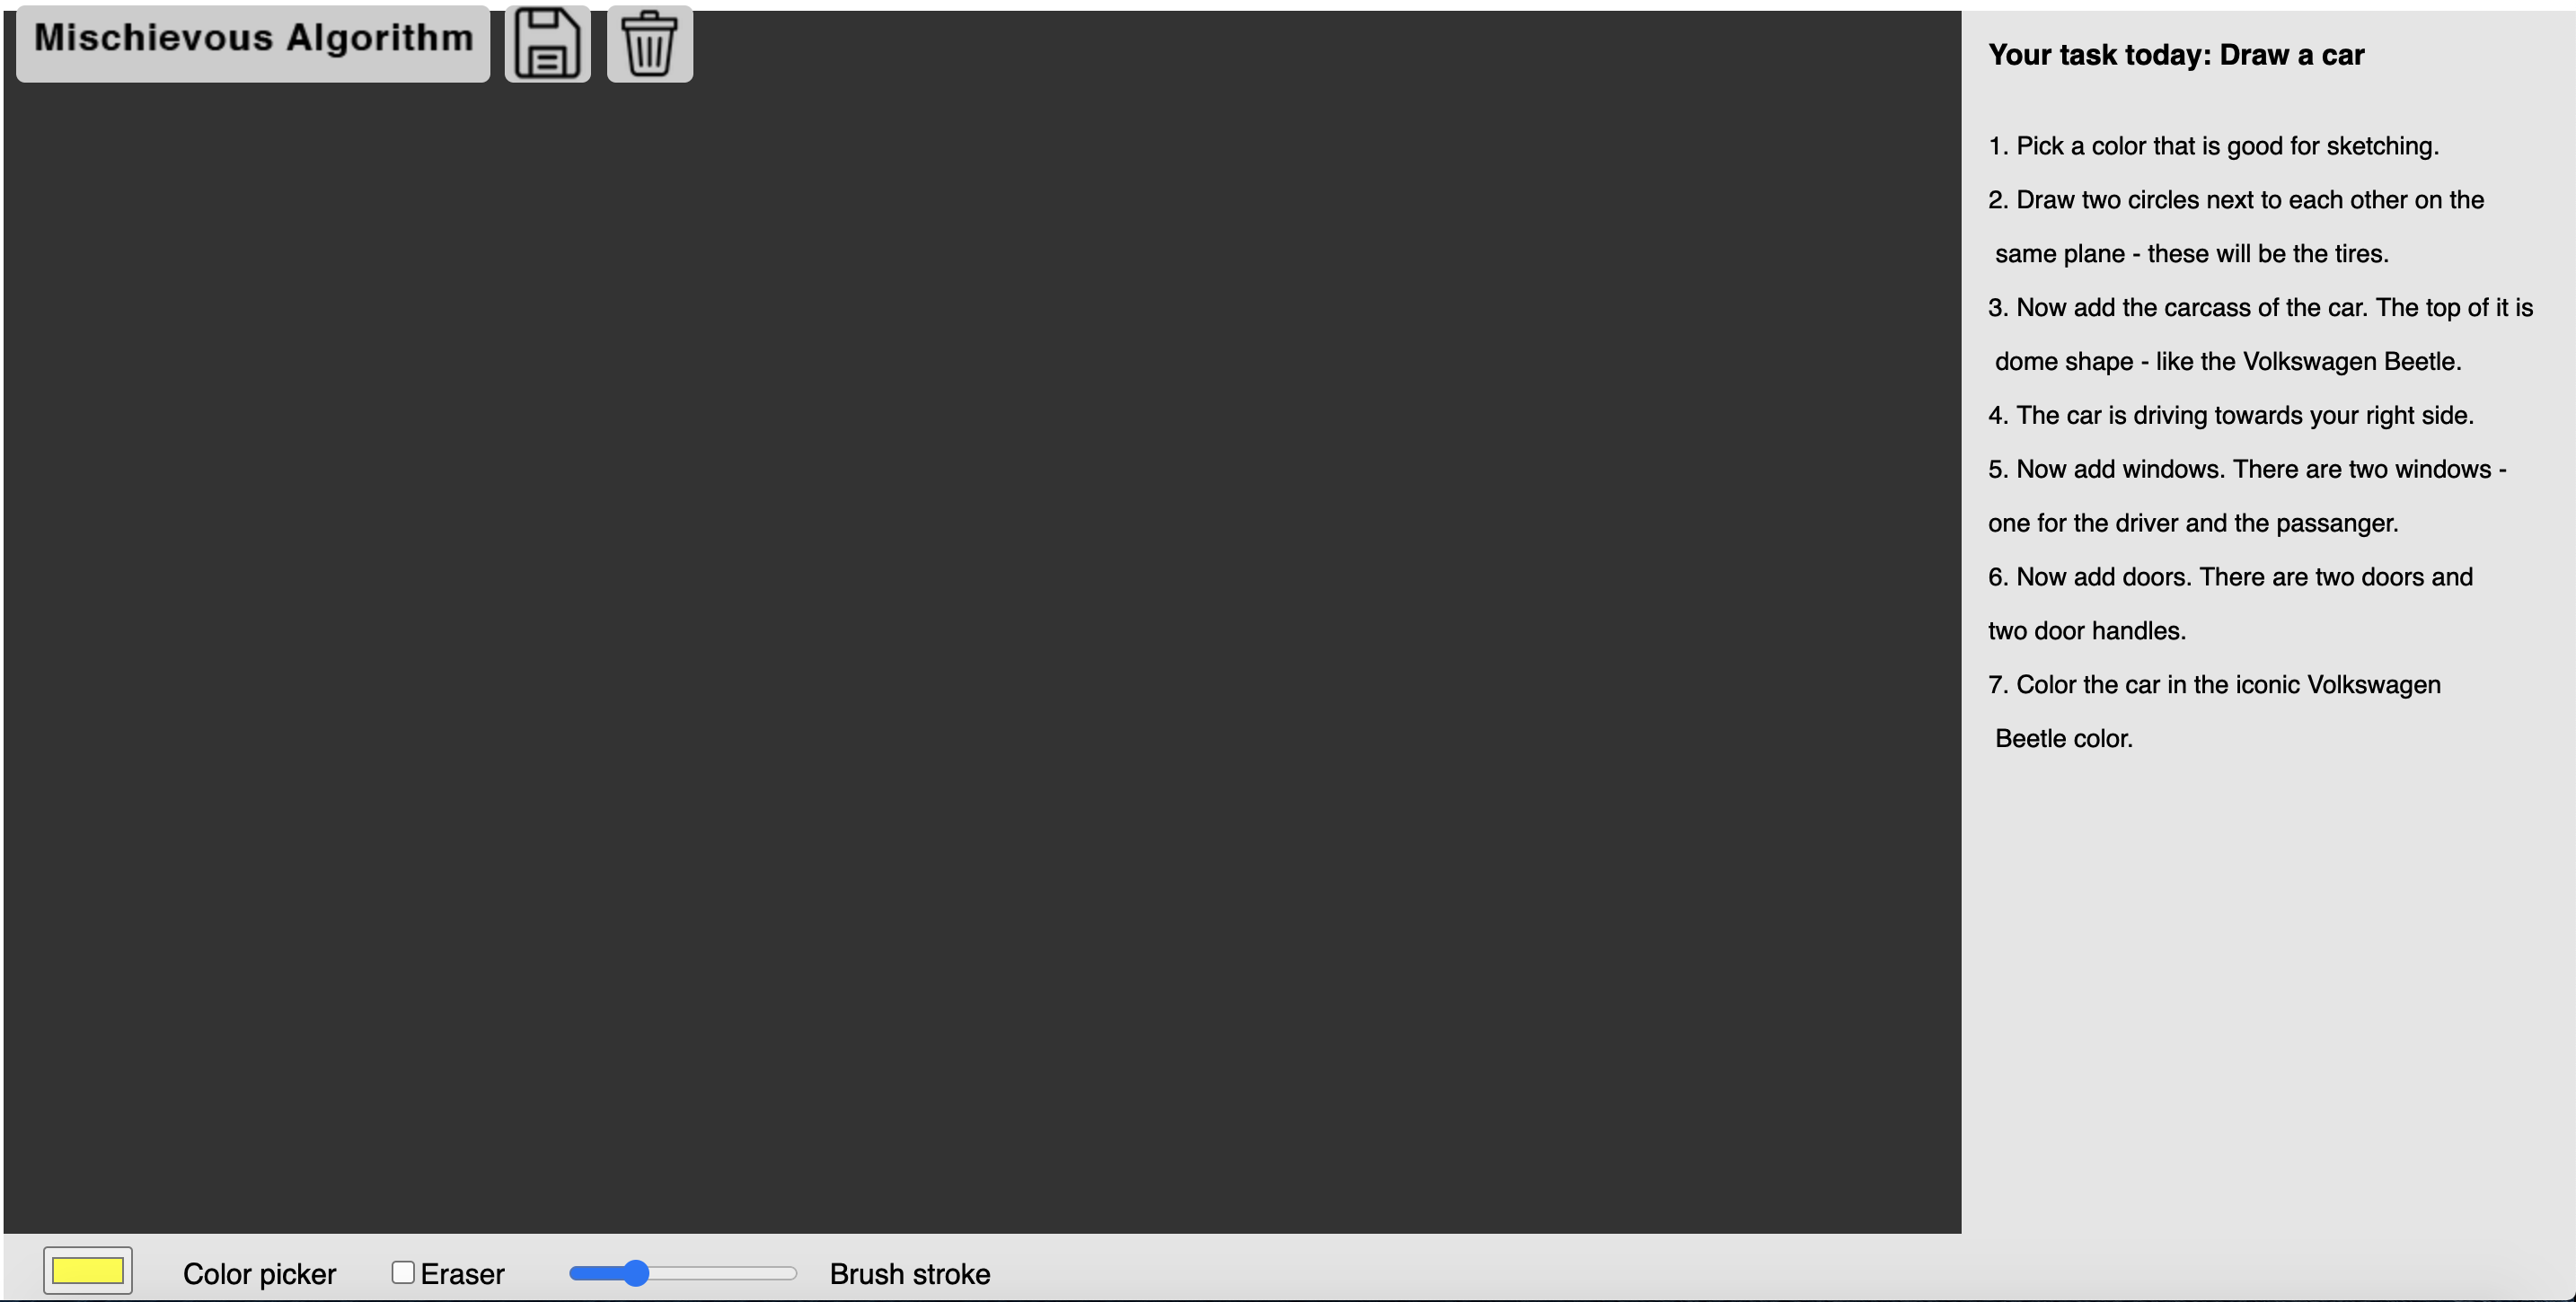 Mischievous Algorithm
Your task today: Draw a car
1. Pick a color that is good for sketching.
2. Draw two circles next to each other on the
same plane - these will be the tires.
3. Now add the carcass of the car. The top of it is
dome shape - like the Volkswagen Beetle.
4. The car is driving towards your right side.
5. Now add windows. There are two windows -
one for the driver and the passanger.
6. Now add doors. There are two doors and
two door handles.
7. Color the car in the iconic Volkswagen
Beetle color.
Color picker
Eraser
Brush stroke